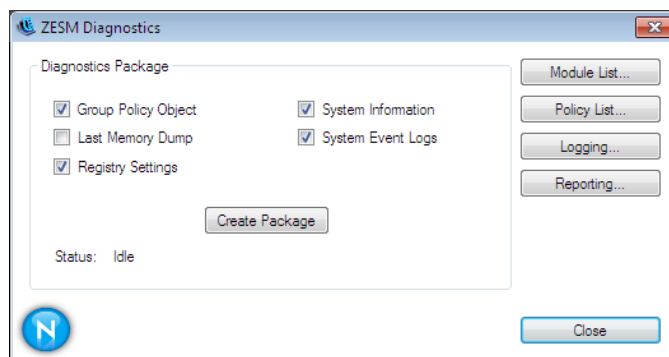 ZESM Diagnostics
Diagnostics Package
Group Policy Object
System Information
Last Memory Dump
System Event Logs
Registry Settings
Create Package
Status: Idle
Module List...
Policy List...
Logging...
Reporting...
N
Close